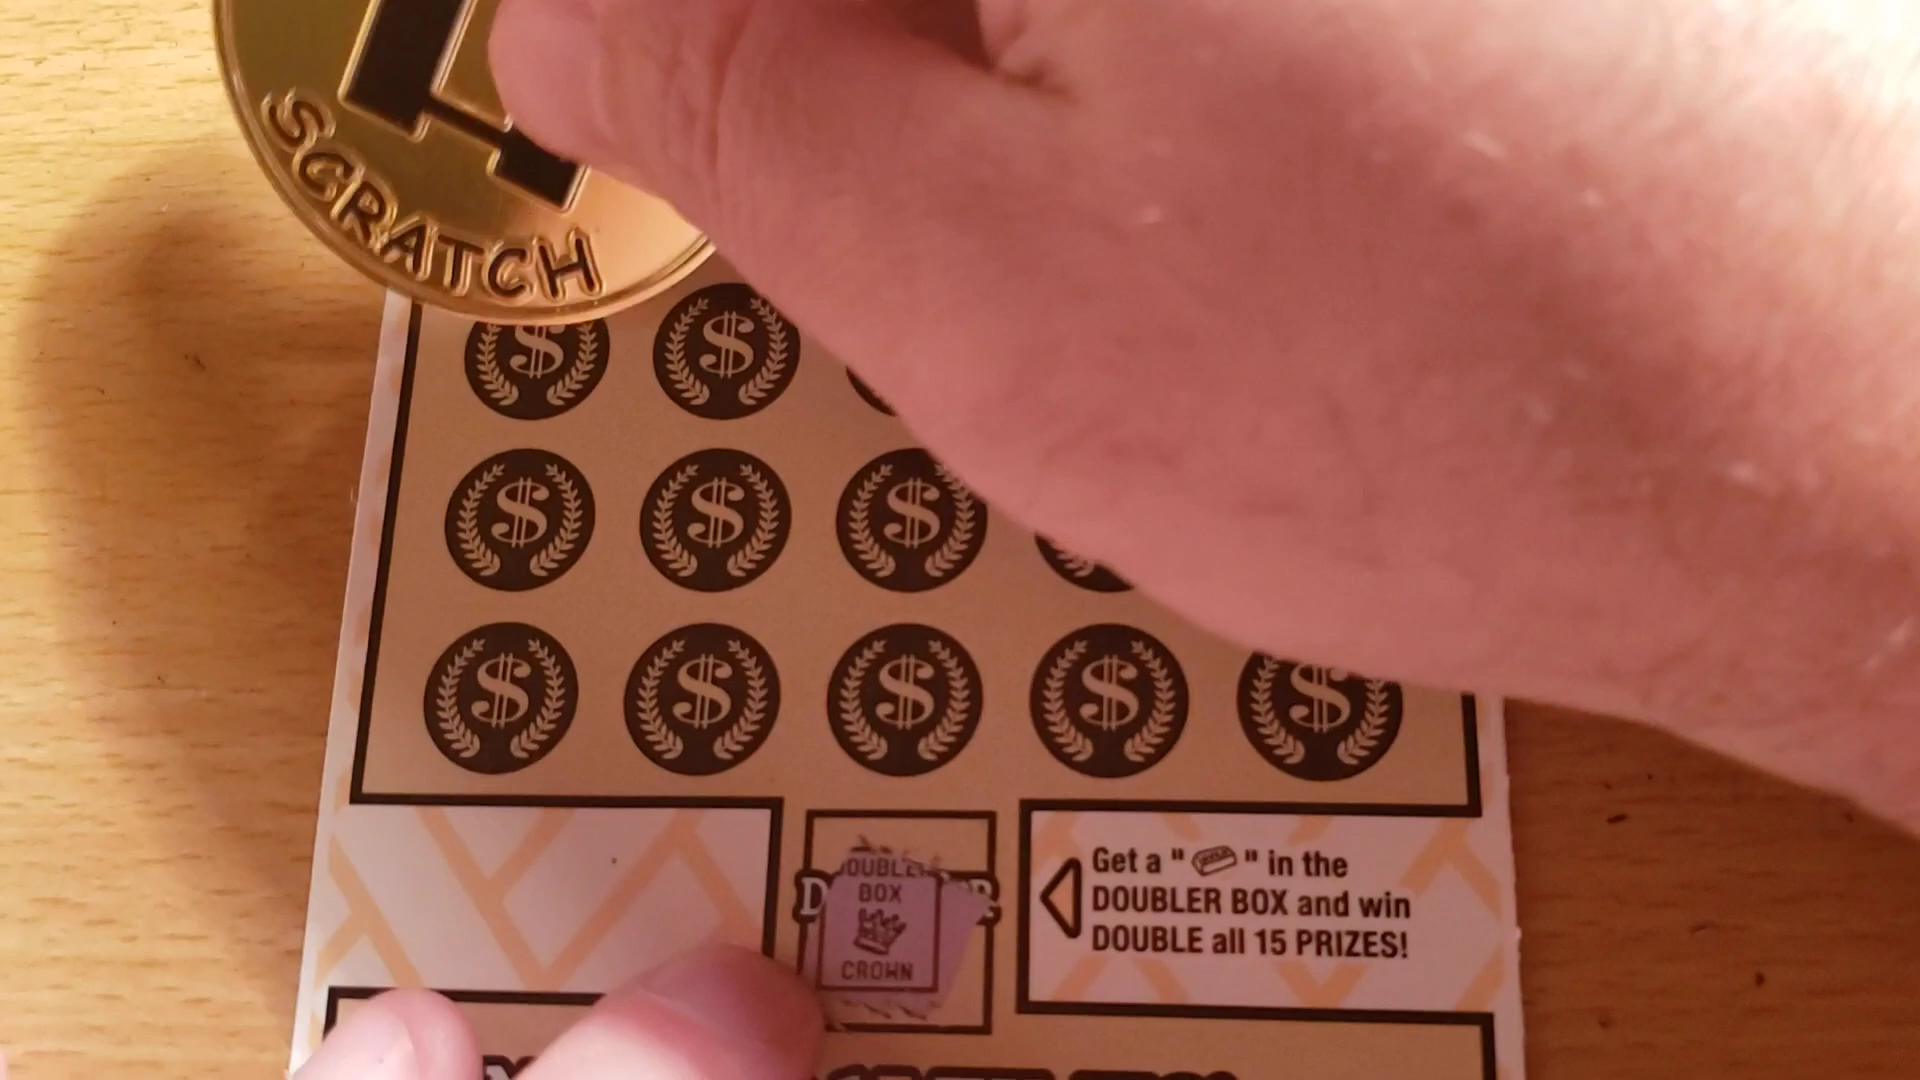 SCRATCH
$ $
$ $ $
$ $ $ $ $
DOUBLER
BOX
CROWN
Get a " " in the
DOUBLER BOX and win
DOUBLE all 15 PRIZES!